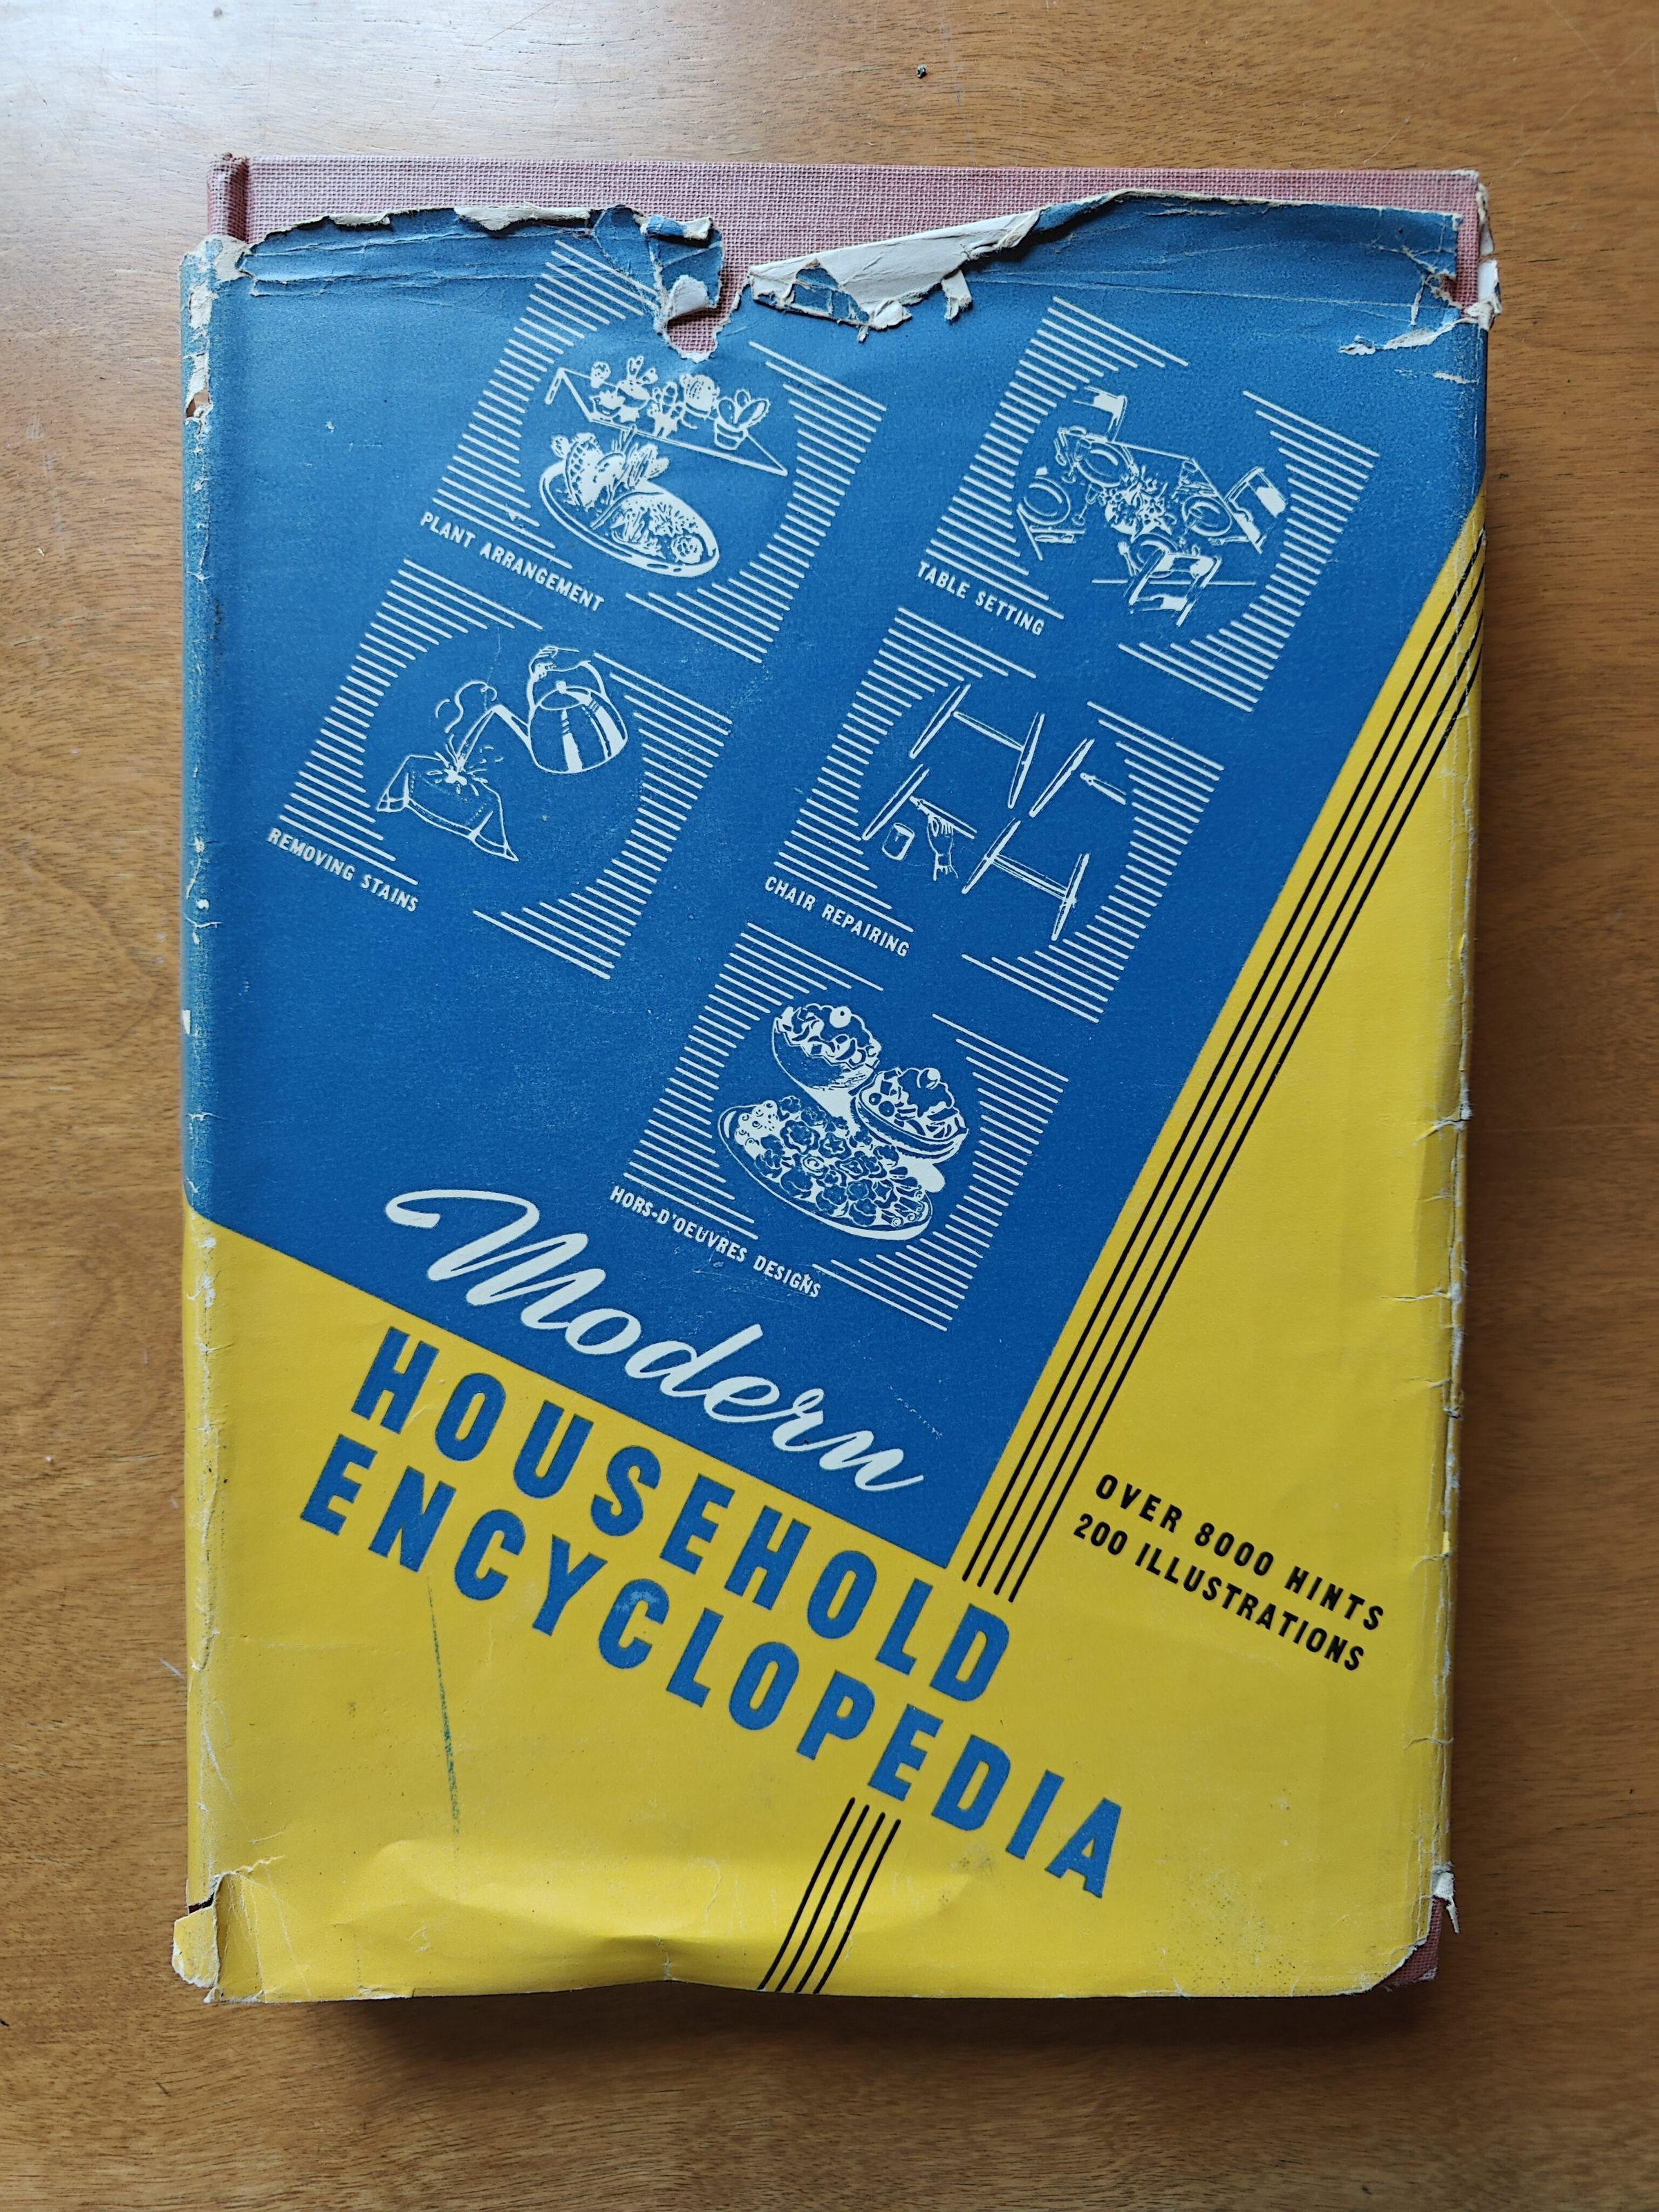 PLANT ARRANGEMENT
TABLE SETTING
REMOVING STAINS
CHAIR REPAIRING
HORS-D'OEUVRES DESIGNS
Modern
HOUSEHOLD
ENCYCLOPEDIA
OVER 8000 HINTS
200 ILLUSTRATIONS